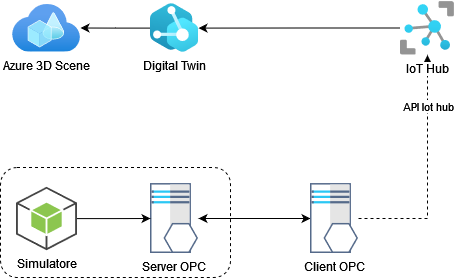 Azure 3D Scene
Digital Twin
IoT Hub
API Iot hub
Simulatore
Server OPC
Client OPC